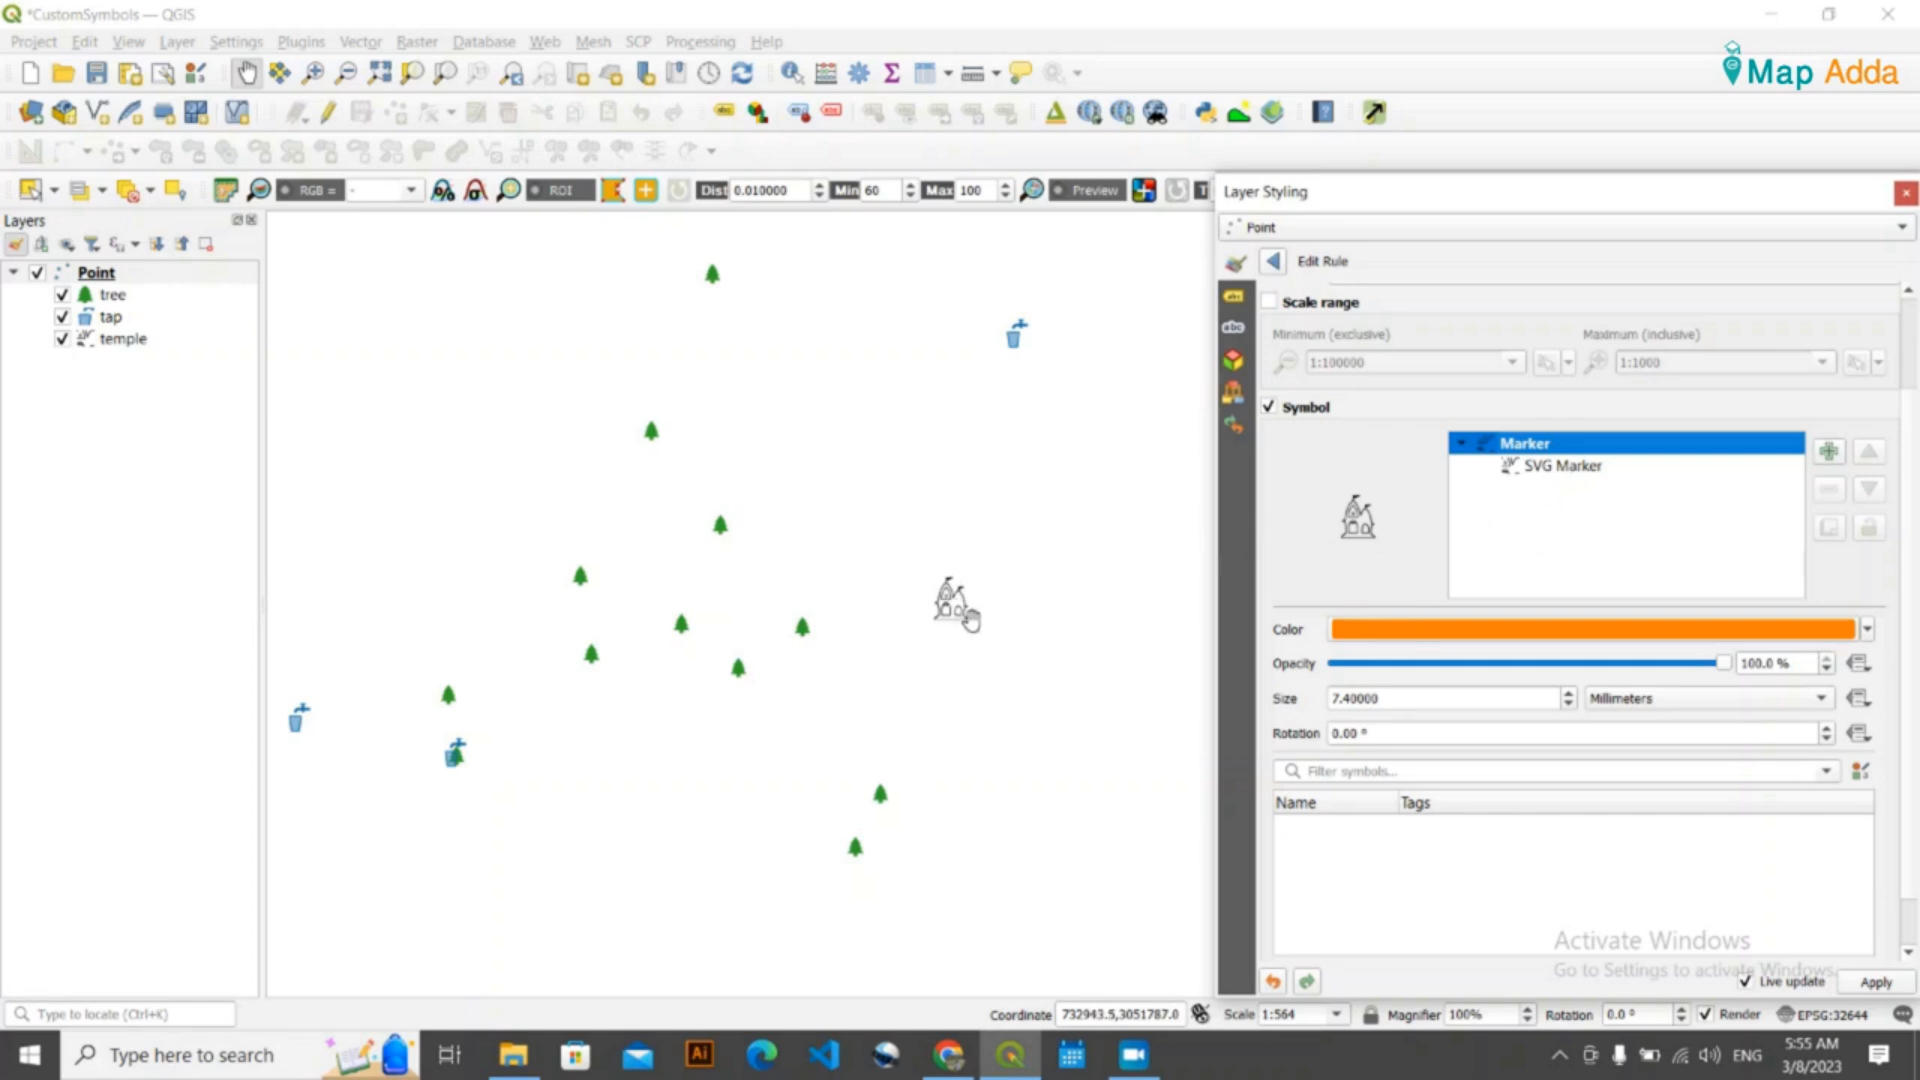 *CustomSymbols — QGIS
Project Edit View Layer Settings Plugins Vector Raster Database Web Mesh SCP Processing Help
Map Adda
RGB = - ROI Dist 0.010000 Min 60 Max 100 Preview T
Layer Styling
Layers
Point
Edit Rule
Point
tree
tap
temple
Scale range
Minimum (exclusive) Maximum (inclusive)
1:100000 1:1000
Symbol
Marker
SVG Marker
Color
Opacity 100.0 %
Size 7.40000 Millimeters
Rotation 0.00 °
Filter symbols...
Name Tags
Activate Windows
Go to Settings to activate Windows.
Live update Apply
Type to locate (Ctrl+K) Coordinate 732943.5,3051787.0 Scale 1:564 Magnifier 100% Rotation 0.0 ° Render EPSG:32644
Type here to search Ai ENG 5:55 AM
3/8/2023